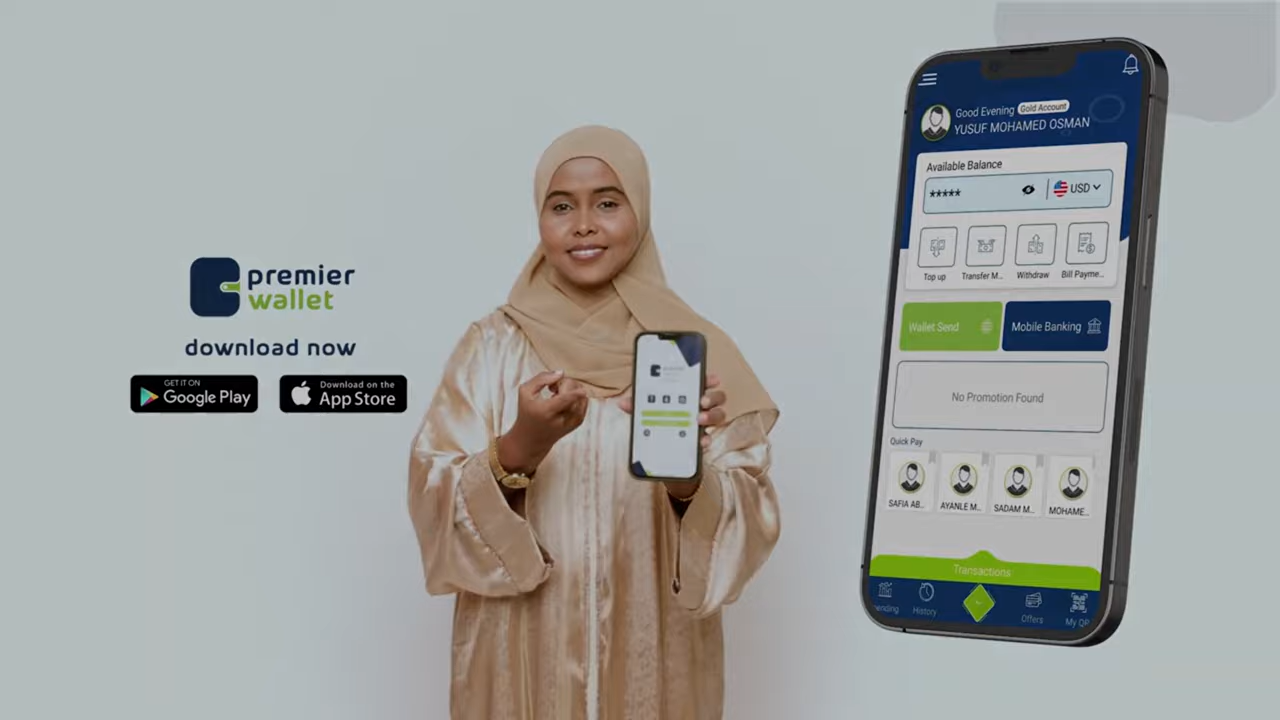 premier
wallet
download now
GET IT ON
Google Play
Download on the
App Store
Good Evening Gold Account
YUSUF MOHAMED OSMAN
Available Balance
*****
USD
Top up
Transfer M...
Withdraw
Bill Payme...
Wallet Send
Mobile Banking
No Promotion Found
Quick Pay
SAFIA AB...
AYANLE M...
SADAM M...
MOHAME...
Transactions
History
Offers
My QR